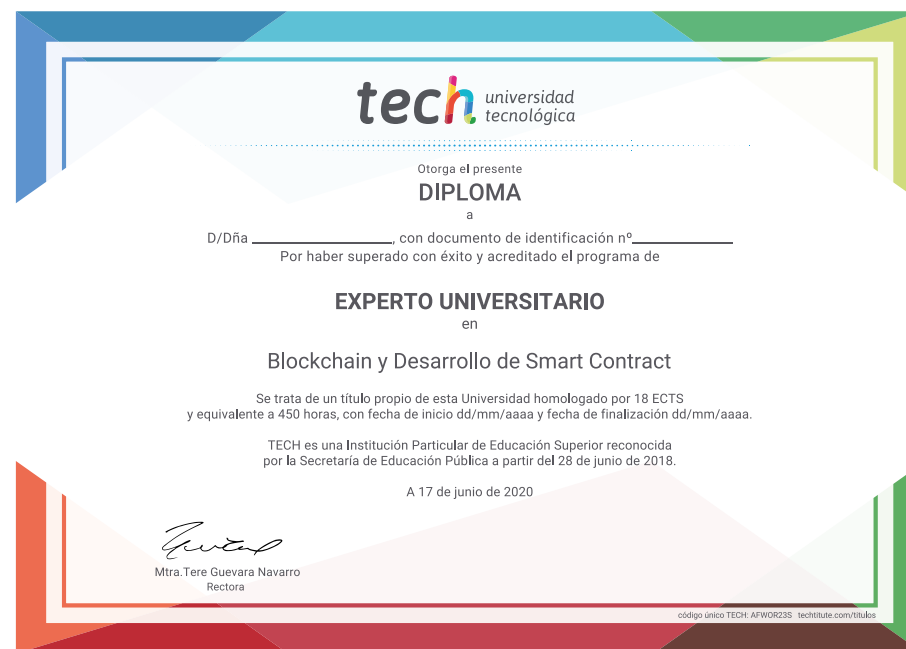 tech universidad
tecnológica
Otorga el presente
DIPLOMA
a
D/Dña ____________________, con documento de identificación nº______________
Por haber superado con éxito y acreditado el programa de
EXPERTO UNIVERSITARIO
en
Blockchain y Desarrollo de Smart Contract
Se trata de un título propio de esta Universidad homologado por 18 ECTS
y equivalente a 450 horas, con fecha de inicio dd/mm/aaaa y fecha de finalización dd/mm/aaaa.
TECH es una Institución Particular de Educación Superior reconocida
por la Secretaría de Educación Pública a partir del 28 de junio de 2018.
A 17 de junio de 2020
Mtra.Tere Guevara Navarro
Rectora
código único TECH: AFWOR23S techtitute.com/titulos